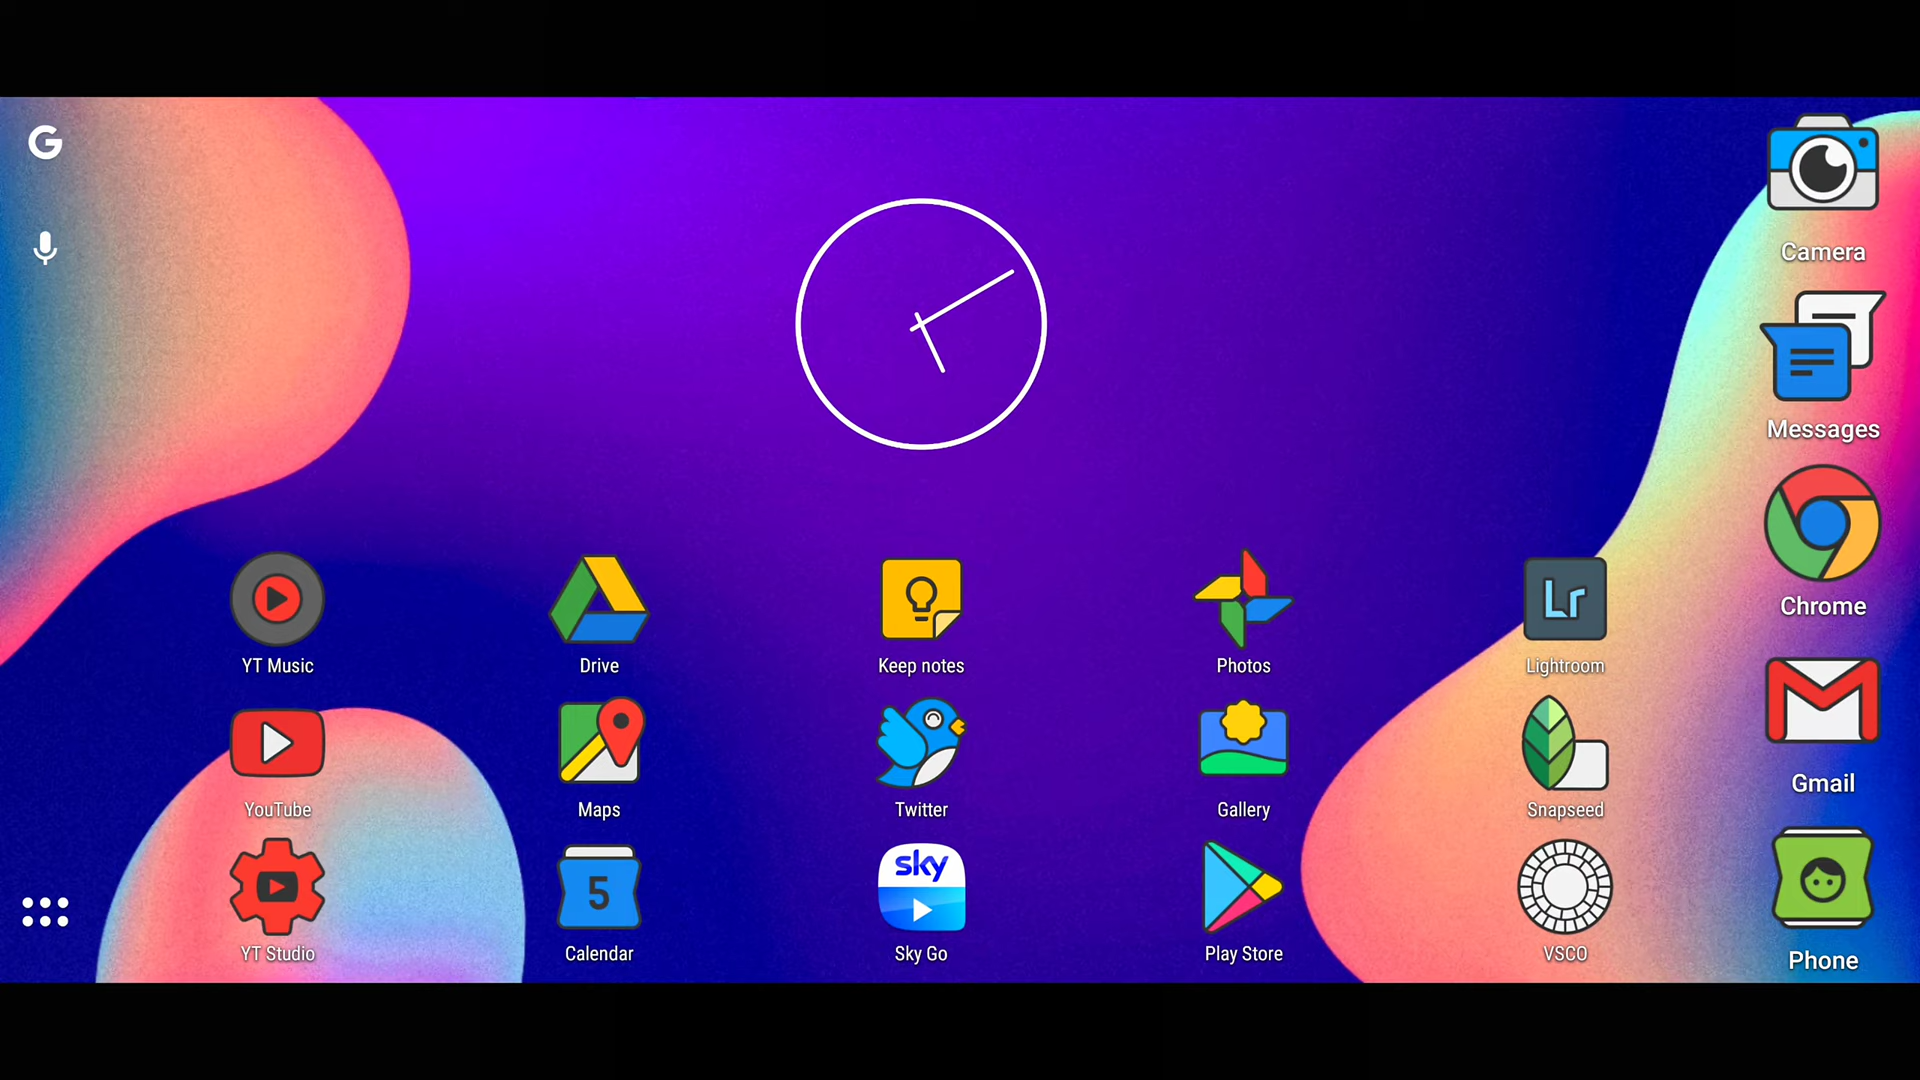 G
Camera
Messages
Chrome
Lr
YT Music
Drive
Keep notes
Photos
Lightroom
Gmail
YouTube
Maps
Twitter
Gallery
Snapseed
5
sky
YT Studio
Calendar
Sky Go
Play Store
VSCO
Phone